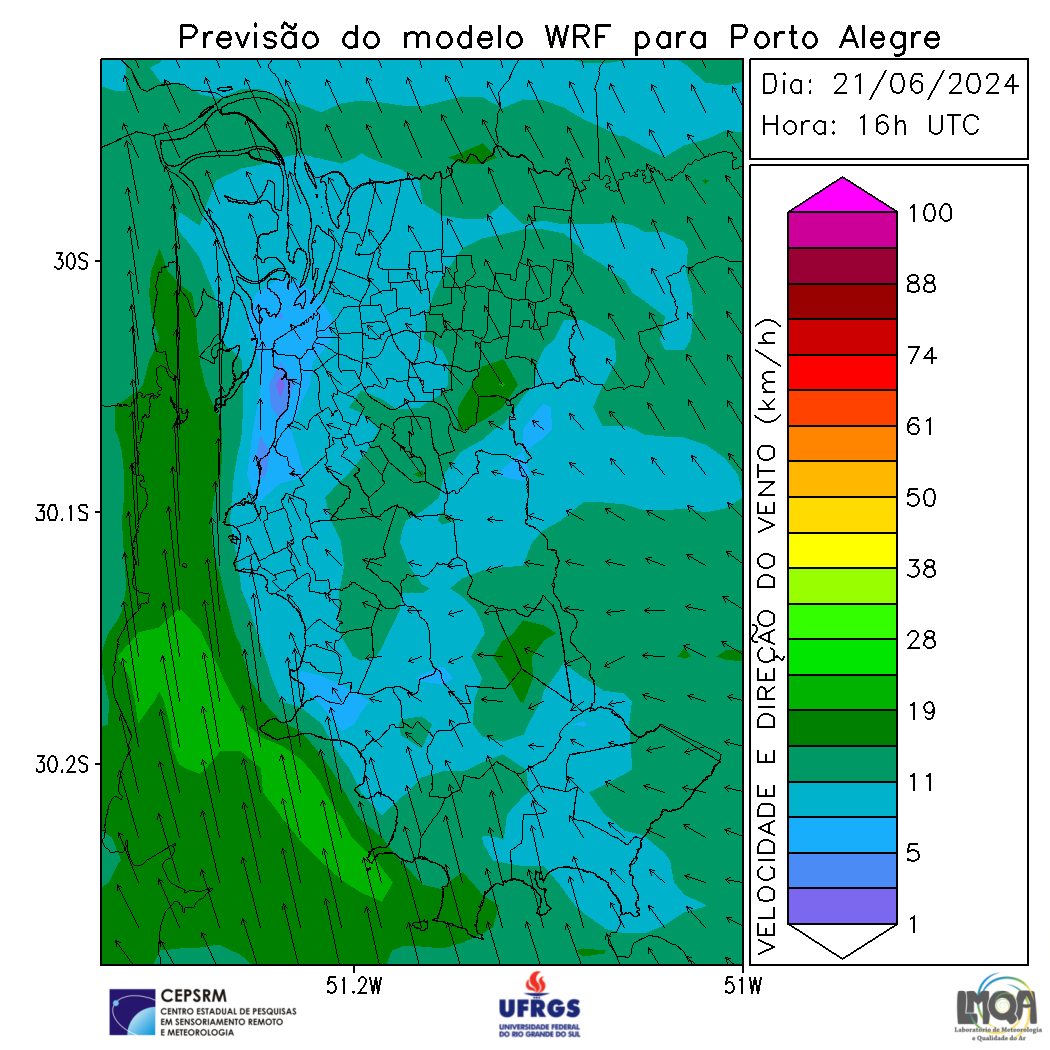 Previsão do modelo WRF para Porto Alegre
Dia: 21/06/2024
Hora: 16h UTC
30S
30.1S
30.2S
51.2W
51W
VELOCIDADE E DIREÇÃO DO VENTO (km/h)
100
88
74
61
50
38
28
19
11
5
1
CEPSRM
CENTRO ESTADUAL DE PESQUISAS
EM SENSORIAMENTO REMOTO
E METEOROLOGIA
UFRGS
UNIVERSIDADE FEDERAL
DO RIO GRANDE DO SUL
LMQA
Laboratório de Meteorologia
e Qualidade do Ar